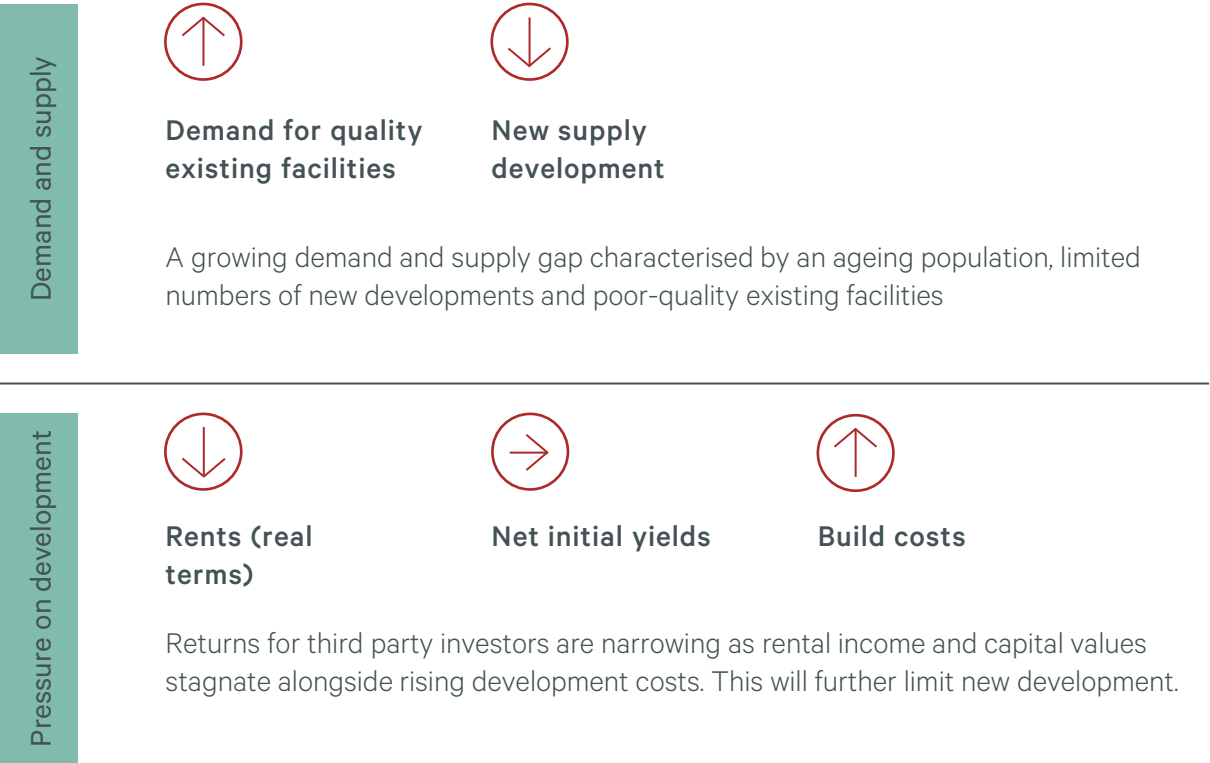 Demand and supply
Demand for quality
existing facilities
New supply
development
A growing demand and supply gap characterised by an ageing population, limited
numbers of new developments and poor-quality existing facilities
Pressure on development
Rents (real
terms)
Net initial yields
Build costs
Returns for third party investors are narrowing as rental income and capital values
stagnate alongside rising development costs. This will further limit new development.